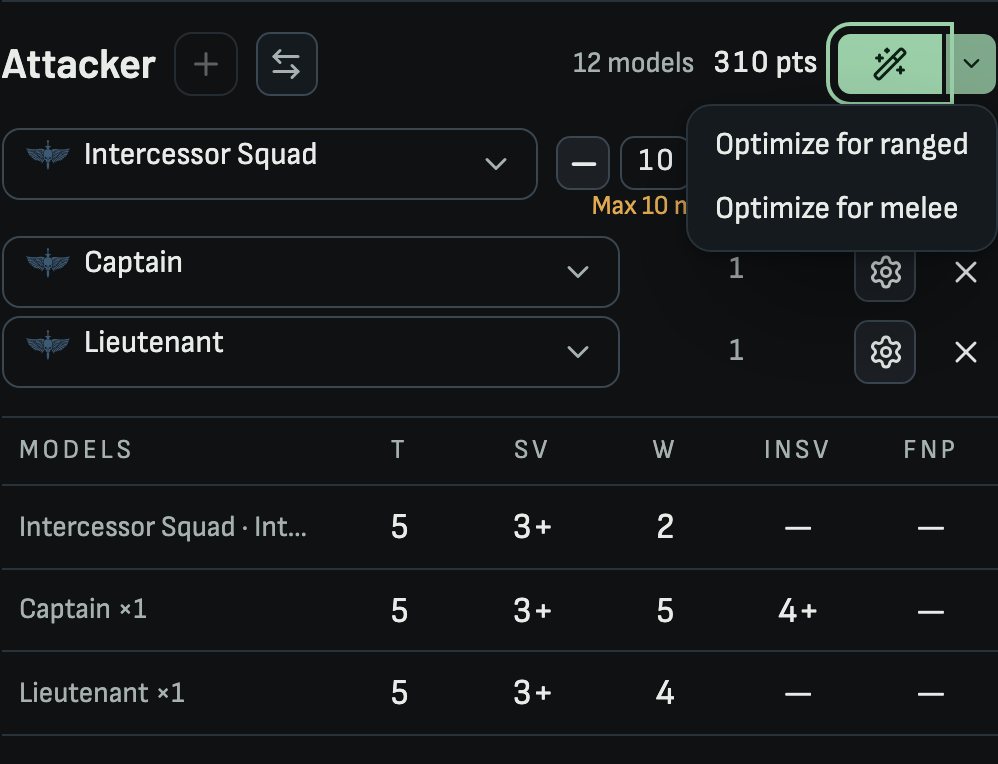 Attacker
12 models 310 pts
Optimize for ranged
Optimize for melee
Intercessor Squad 10
Max 10
Captain 1
Lieutenant 1
MODELS T SV W INSV FNP
Intercessor Squad · Int... 5 3+ 2 — —
Captain ×1 5 3+ 5 4+ —
Lieutenant ×1 5 3+ 4 — —